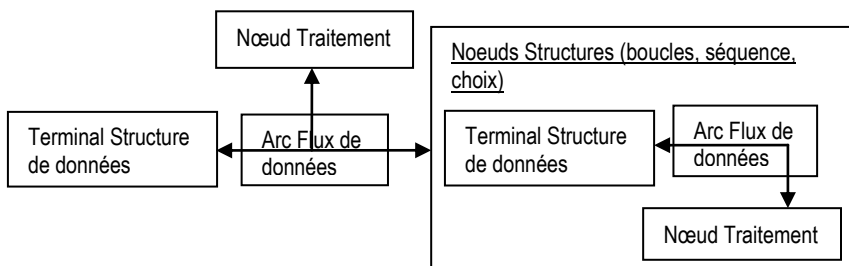 Nœud Traitement
Noeuds Structures (boucles, séquence,
choix)
Terminal Structure
de données
Arc Flux de
données
Terminal Structure
de données
Arc Flux de
données
Nœud Traitement